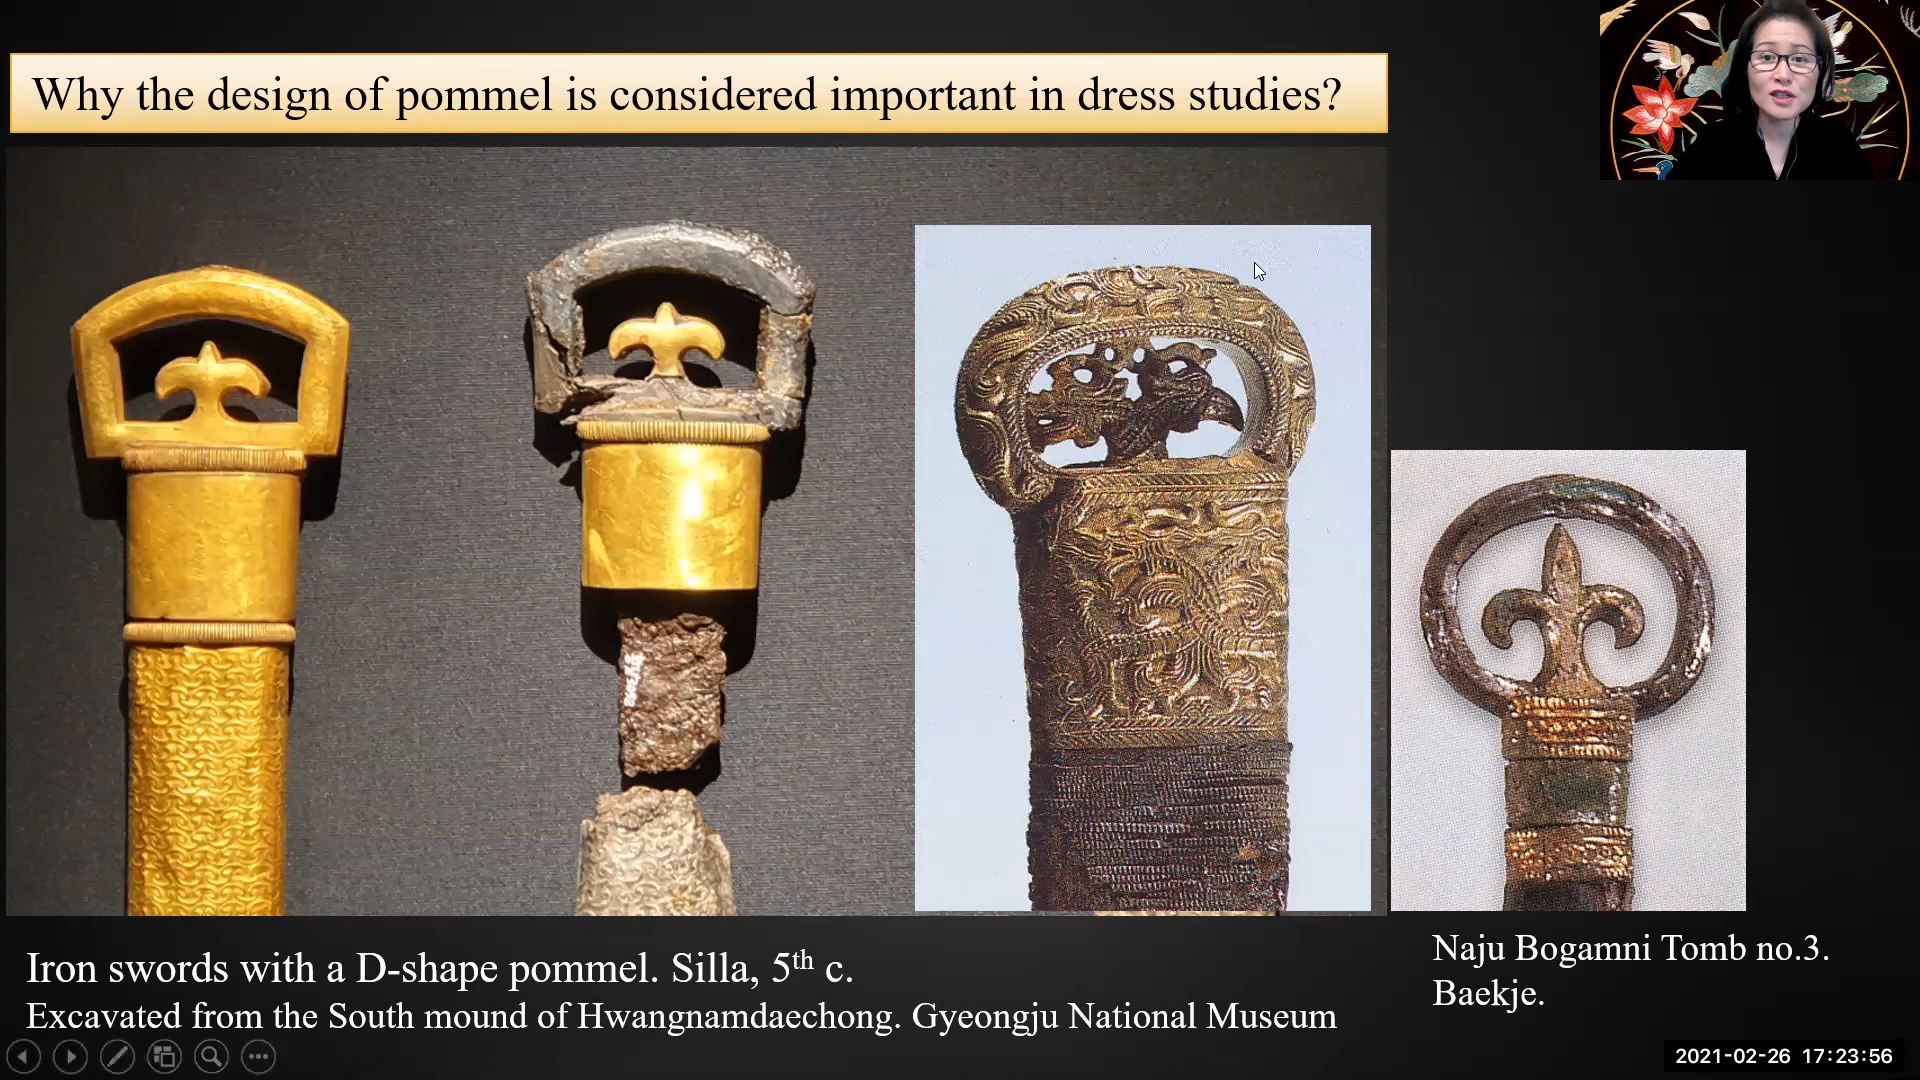 Why the design of pommel is considered important in dress studies?
Iron swords with a D-shape pommel. Silla, 5th c.
Excavated from the South mound of Hwangnamdaechong. Gyeongju National Museum
Naju Bogamni Tomb no.3.
Baekje.
2021-02-26 17:23:56